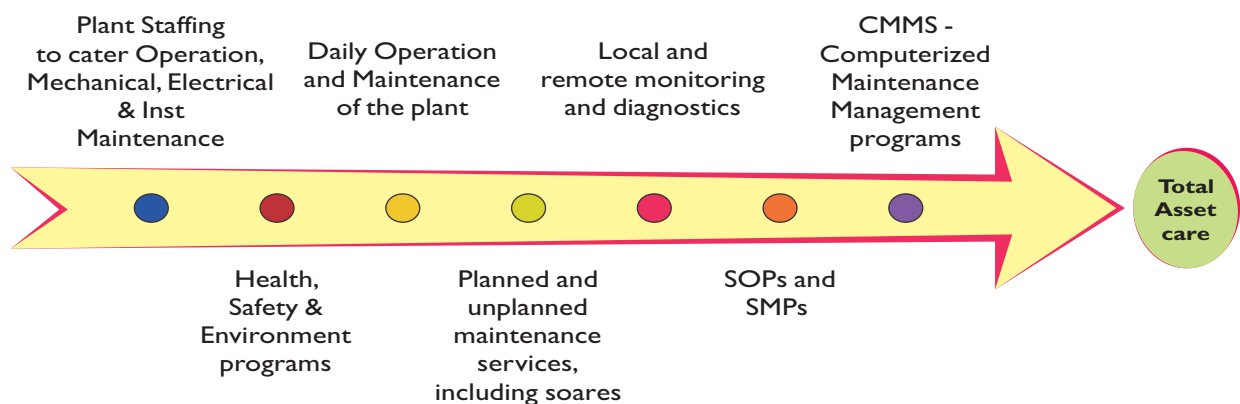 Plant Staffing
to cater Operation,
Mechanical, Electrical
& Inst
Maintenance
Health,
Safety &
Environment
programs
Daily Operation
and Maintenance
of the plant
Planned and
unplanned
maintenance
services,
including soares
Local and
remote monitoring
and diagnostics
SOPs and
SMPs
CMMS -
Computerized
Maintenance
Management
programs
Total
Asset
care